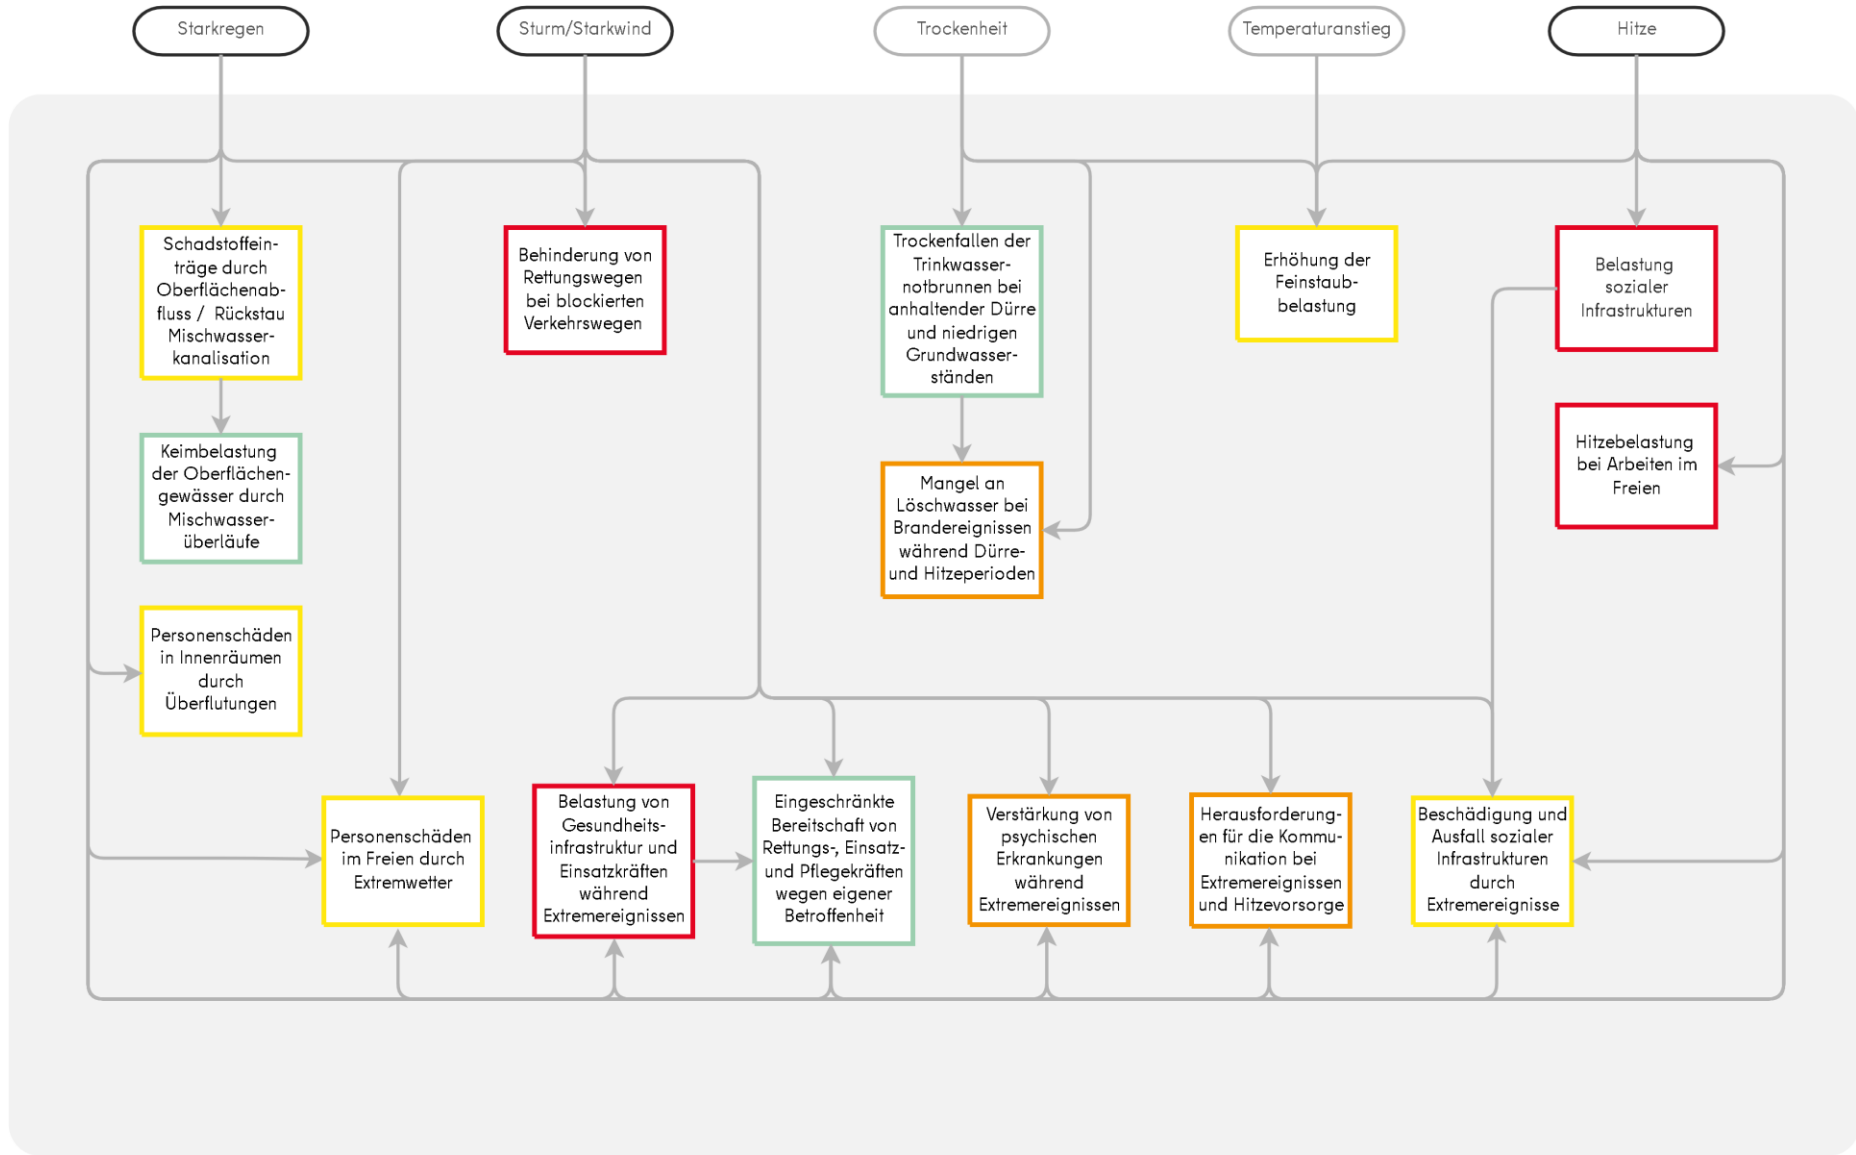 Starkregen
Sturm/Starkwind
Trockenheit
Temperaturanstieg
Hitze
Schadstoffein-
träge durch
Oberflächenab-
fluss / Rückstau
Mischwasser-
kanalisation
Behinderung von
Rettungswegen
bei blockierten
Verkehrswegen
Trockenfallen der
Trinkwasser-
notbrunnen bei
anhaltender Dürre
und niedrigen
Grundwasser-
ständen
Erhöhung der
Feinstaub-
belastung
Belastung
sozialer
Infrastrukturen
Keimbelastung
der Oberflächen-
gewässer durch
Mischwasser-
überläufe
Mangel an
Löschwasser bei
Brandereignissen
während Dürre-
und Hitzeperioden
Hitzebelastung
bei Arbeiten im
Freien
Personenschäden
in Innenräumen
durch
Überflutungen
Personenschäden
im Freien durch
Extremwetter
Belastung von
Gesundheits-
infrastruktur und
Einsatzkräften
während
Extremereignissen
Eingeschränkte
Bereitschaft von
Rettungs-, Einsatz-
und Pflegekräften
wegen eigener
Betroffenheit
Verstärkung von
psychischen
Erkrankungen
während
Extremereignissen
Herausforderung-
en für die Kommu-
nikation bei
Extremereignissen
und Hitzevorsorge
Beschädigung und
Ausfall sozialer
Infrastrukturen
durch
Extremereignisse